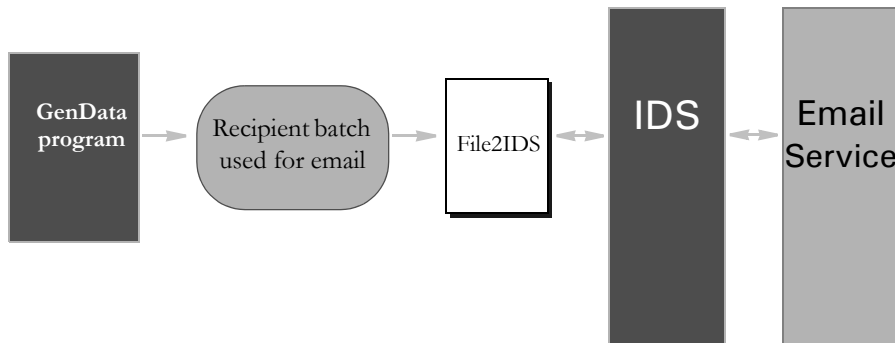 GenData
program
Recipient batch
used for email
File2IDS
IDS
Email
Service